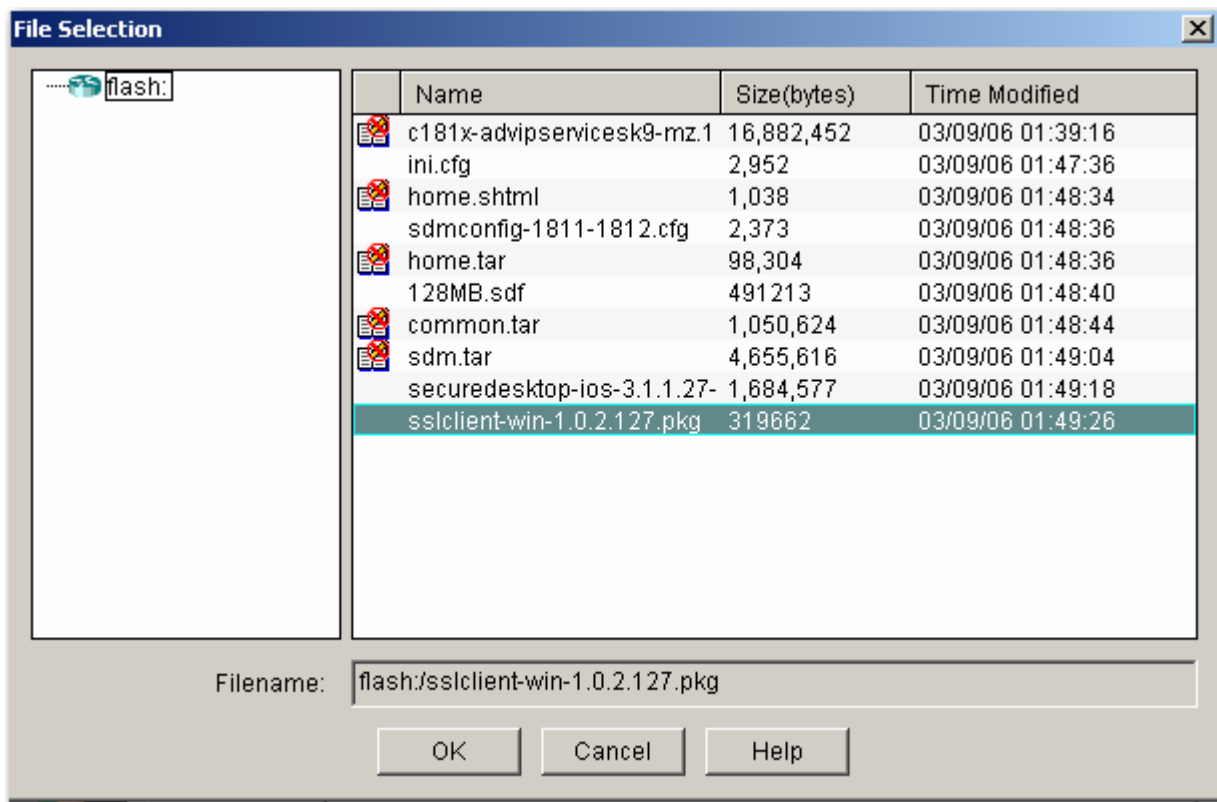 File Selection
flash:
Name Size(bytes) Time Modified
c181x-advipservicesk9-mz.1 16,882,452 03/09/06 01:39:16
ini.cfg 2,952 03/09/06 01:47:36
home.shtml 1,038 03/09/06 01:48:34
sdmconfig-1811-1812.cfg 2,373 03/09/06 01:48:36
home.tar 98,304 03/09/06 01:48:36
128MB.sdf 491213 03/09/06 01:48:40
common.tar 1,050,624 03/09/06 01:48:44
sdm.tar 4,655,616 03/09/06 01:49:04
securedesktop-ios-3.1.1.27- 1,684,577 03/09/06 01:49:18
sslclient-win-1.0.2.127.pkg 319662 03/09/06 01:49:26
Filename: flash:/sslclient-win-1.0.2.127.pkg
OK Cancel Help